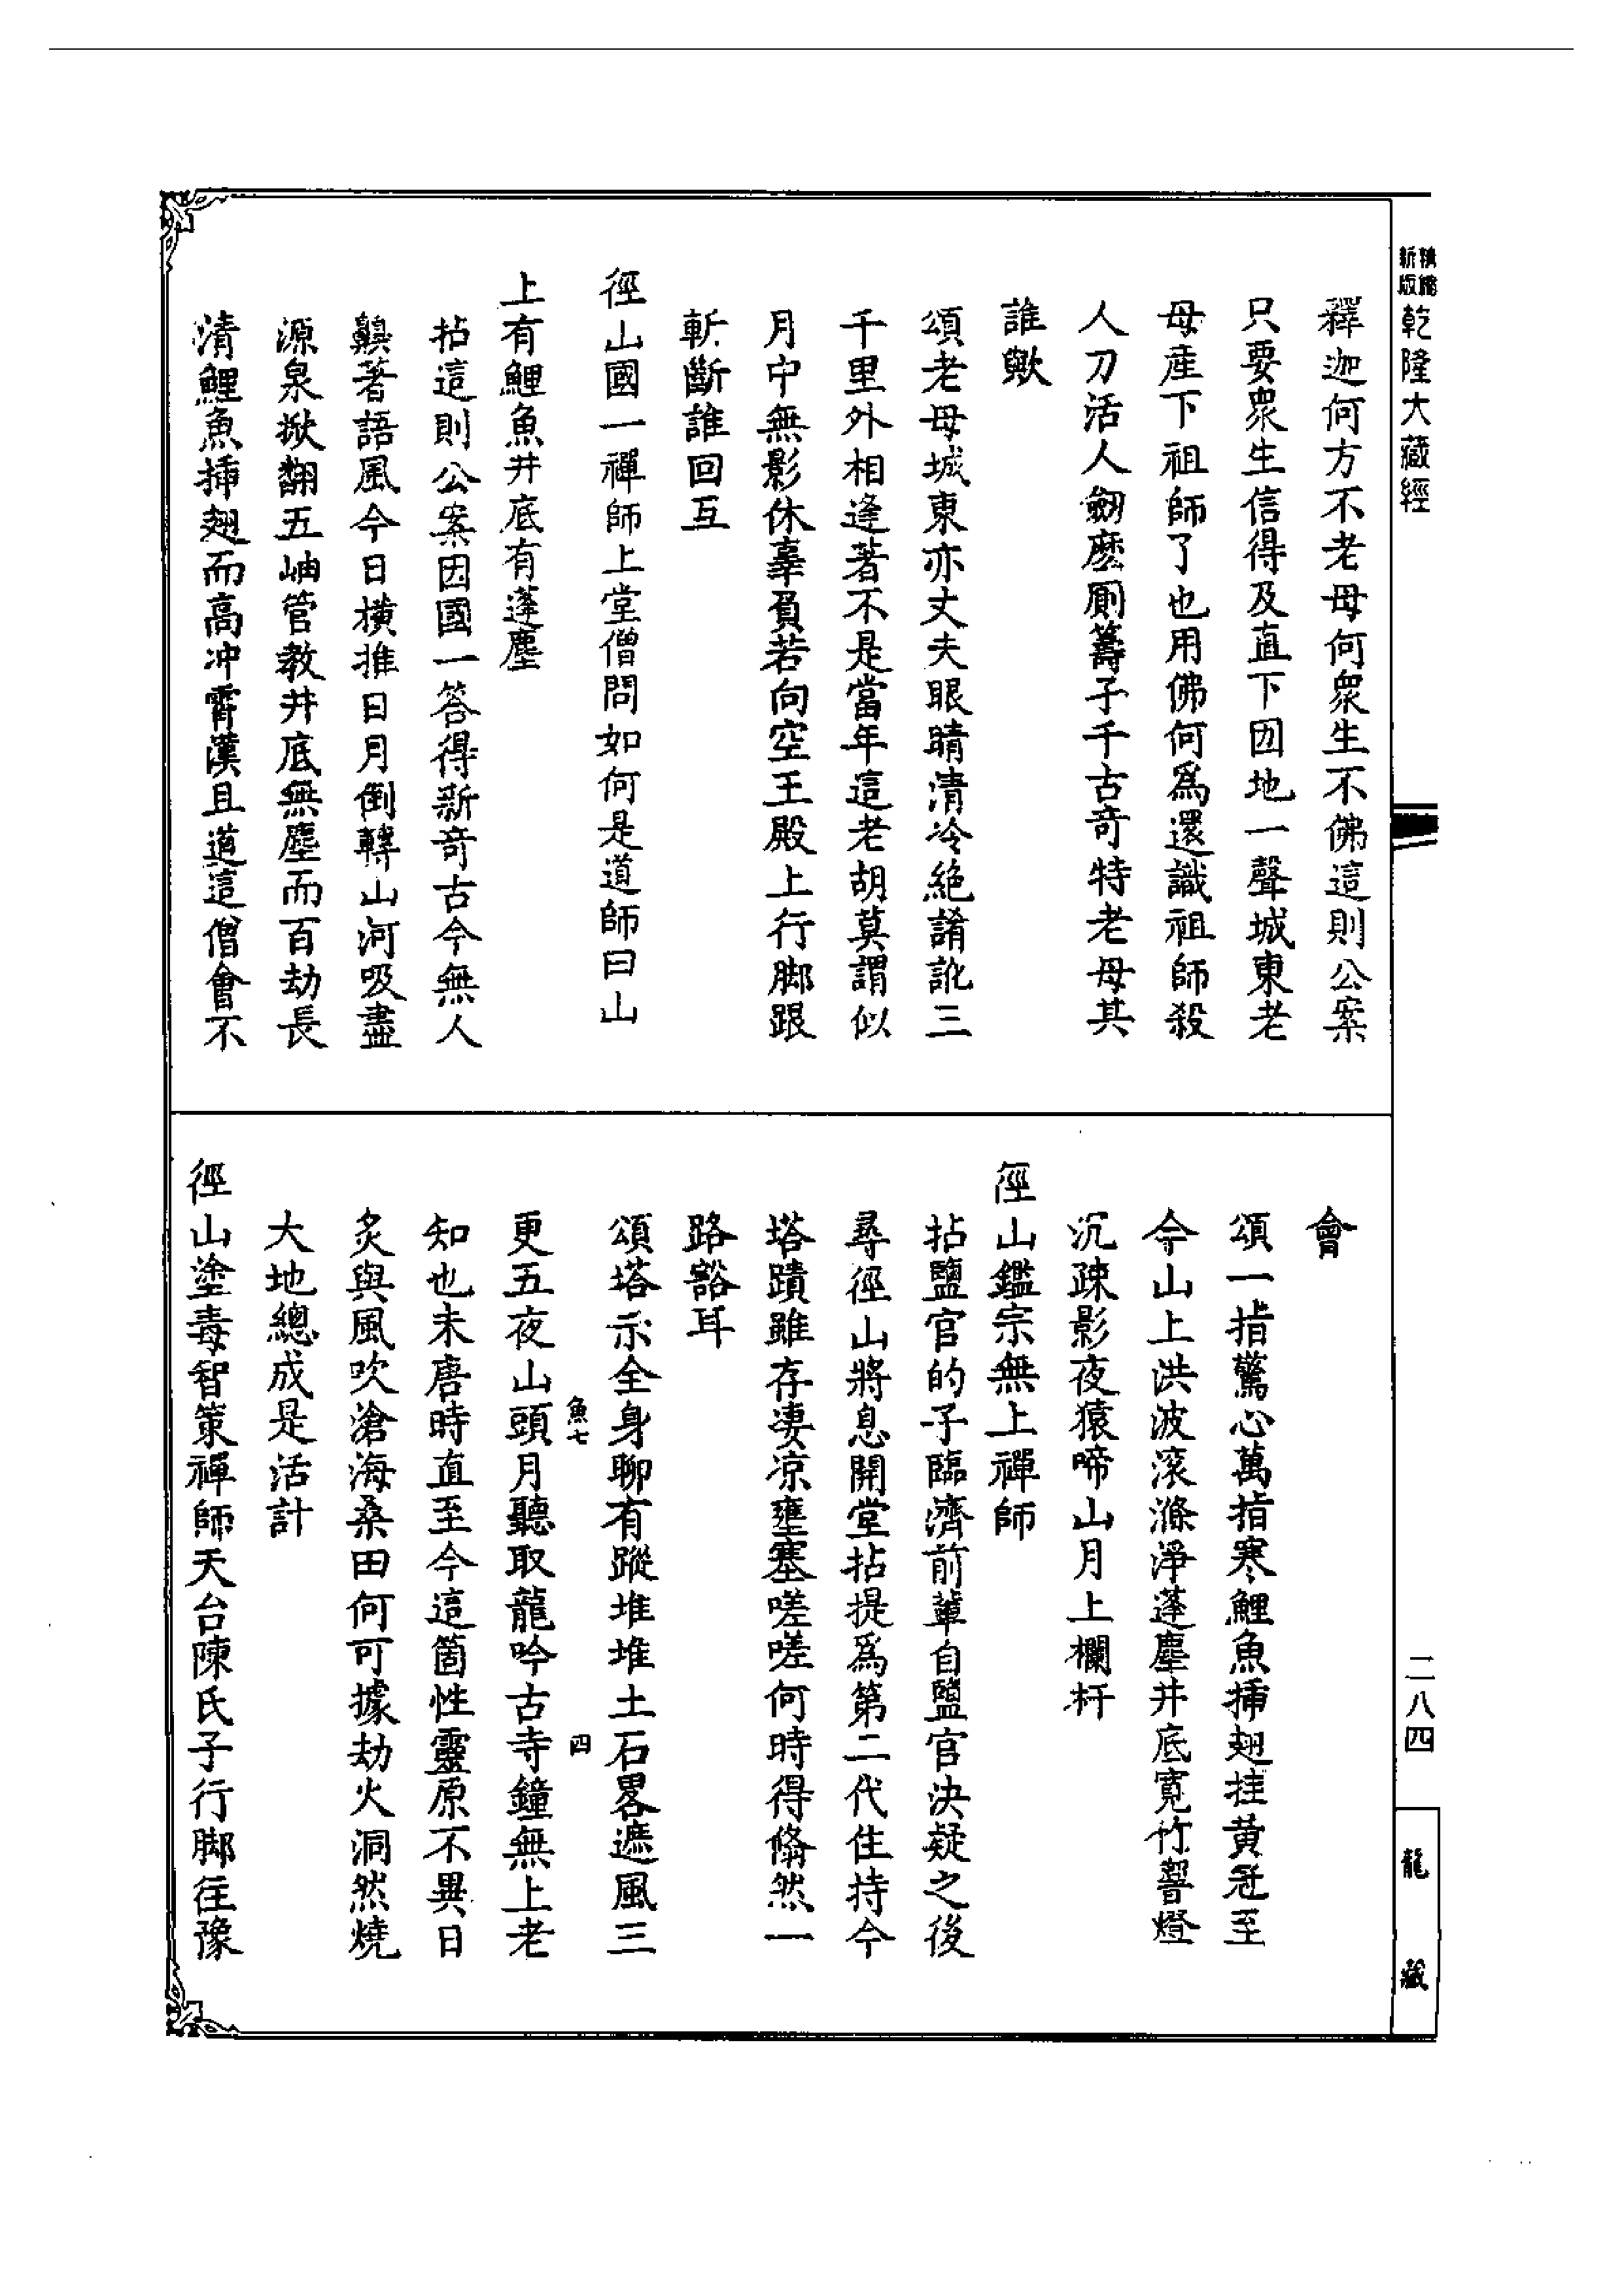 精縮
新版
乾隆大藏經
釋迦何方不老母何眾生不佛這則公案
只要眾生信得及直下囡地一聲城東老
母產下祖師了也用佛何為還識祖師殺
人刀活人劒麽厠籌子千古奇特老母其
誰歟
頌老母城東亦丈夫眼睛清冷絕誵訛三
千里外相逢著不是當年這老胡莫謂似
月中無影休辜負若向空王殿上行脚跟
斬斷誰回互
徑山國一禪師上堂僧問如何是道師曰山
上有鯉魚井底有蓬塵
拈這則公案因國一答得新奇古今無人
齅著語風今日橫推日月倒轉山河吸盡
源泉掀翻五岫管教井底無塵而百劫長
清鯉魚挿翅而高冲霄漢且道這僧會不
會
頌一指驚心萬指寒鯉魚挿翅挂黃冠至
今山上洪波滚滌淨蓬塵井底寬竹響燈
沉疎影夜猿啼山月上欄杆
徑山鑑宗無上禪師
拈鹽官的子臨濟前輩自鹽官決疑之後
尋徑山將息開堂拈提為第二代住持今
塔蹟雖存凄凉壅塞嗟嗟何時得翛然一
路豁耳
頌塔示全身聊有蹤堆堆土石畧遮風三
魚七
四
更五夜山頭月聽取龍吟古寺鐘無上老
知也未唐時直至今這箇性靈原不異日
炙與風吹滄海桑田何可據劫火洞然燒
大地總成是活計
徑山塗毒智策禪師天台陳氏子行脚往豫
二八四
龍藏